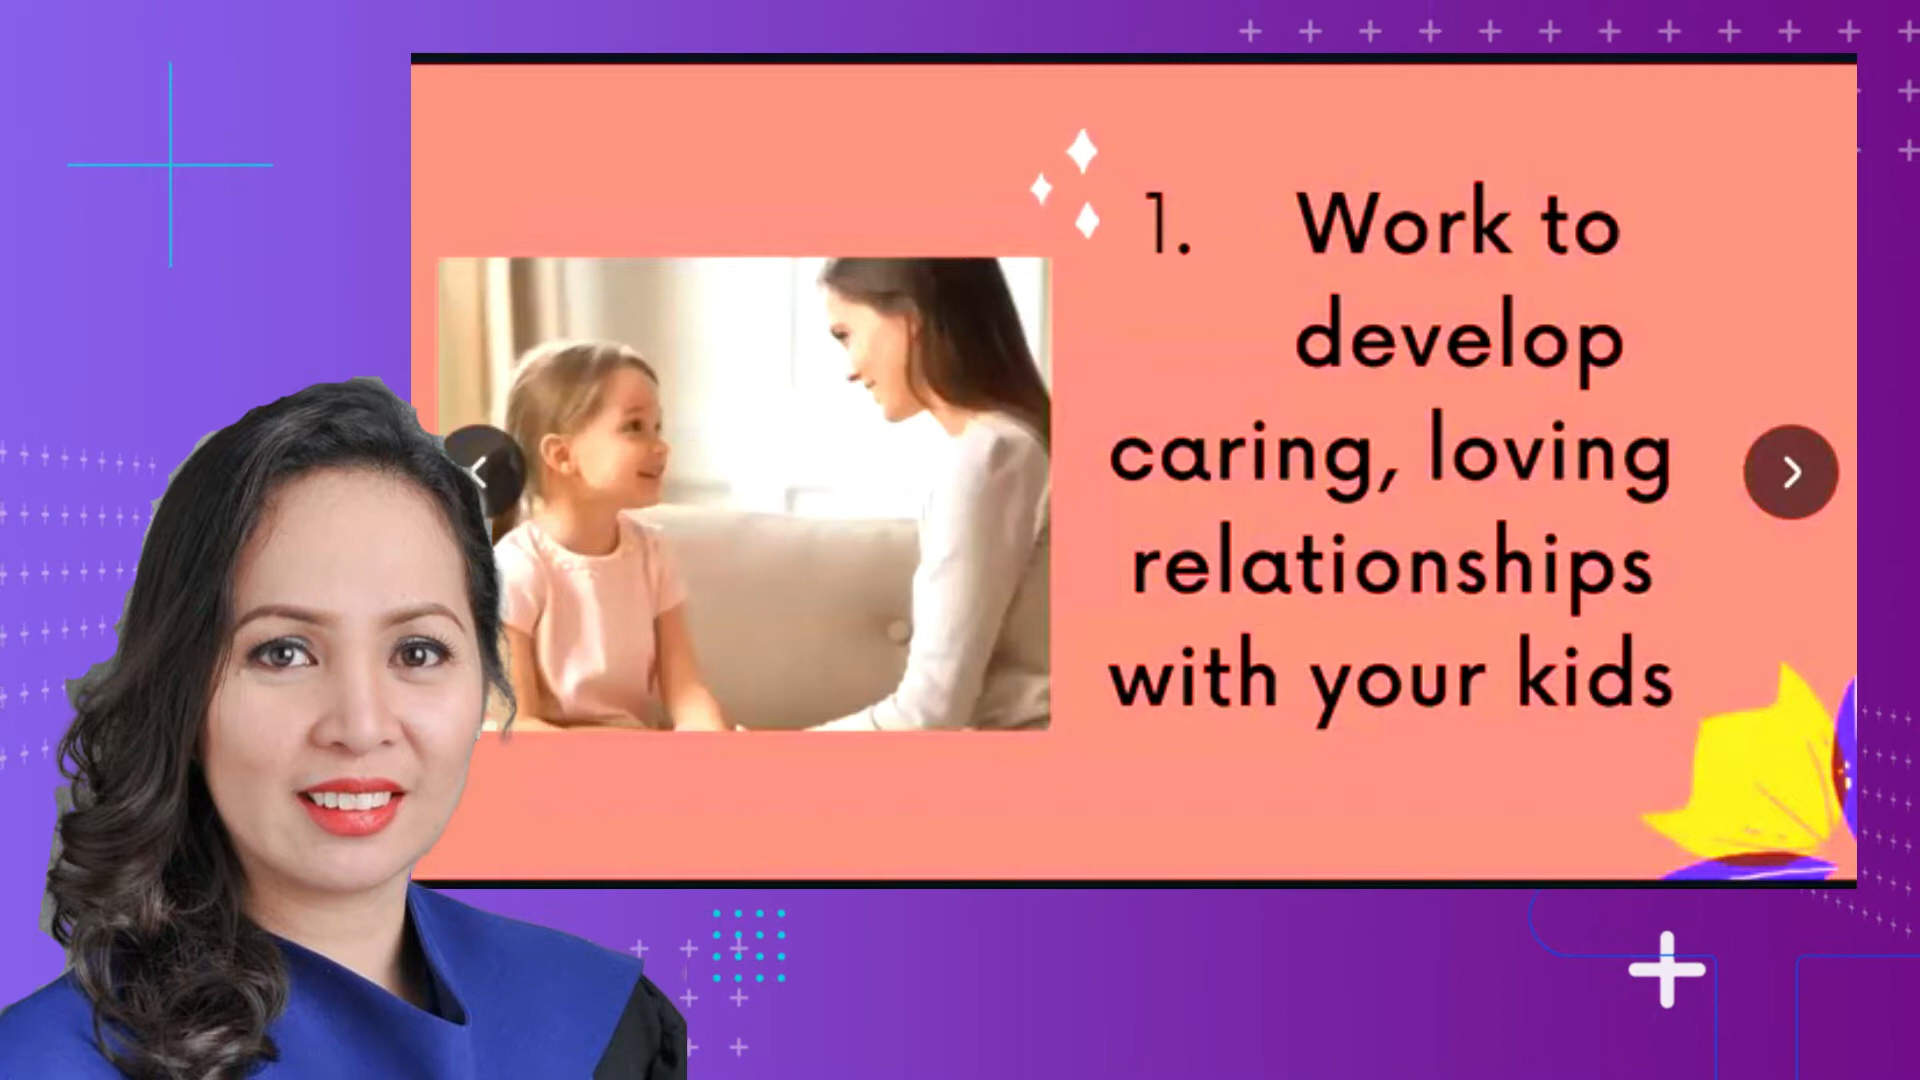 1. Work to
develop
caring, loving
relationships
with your kids